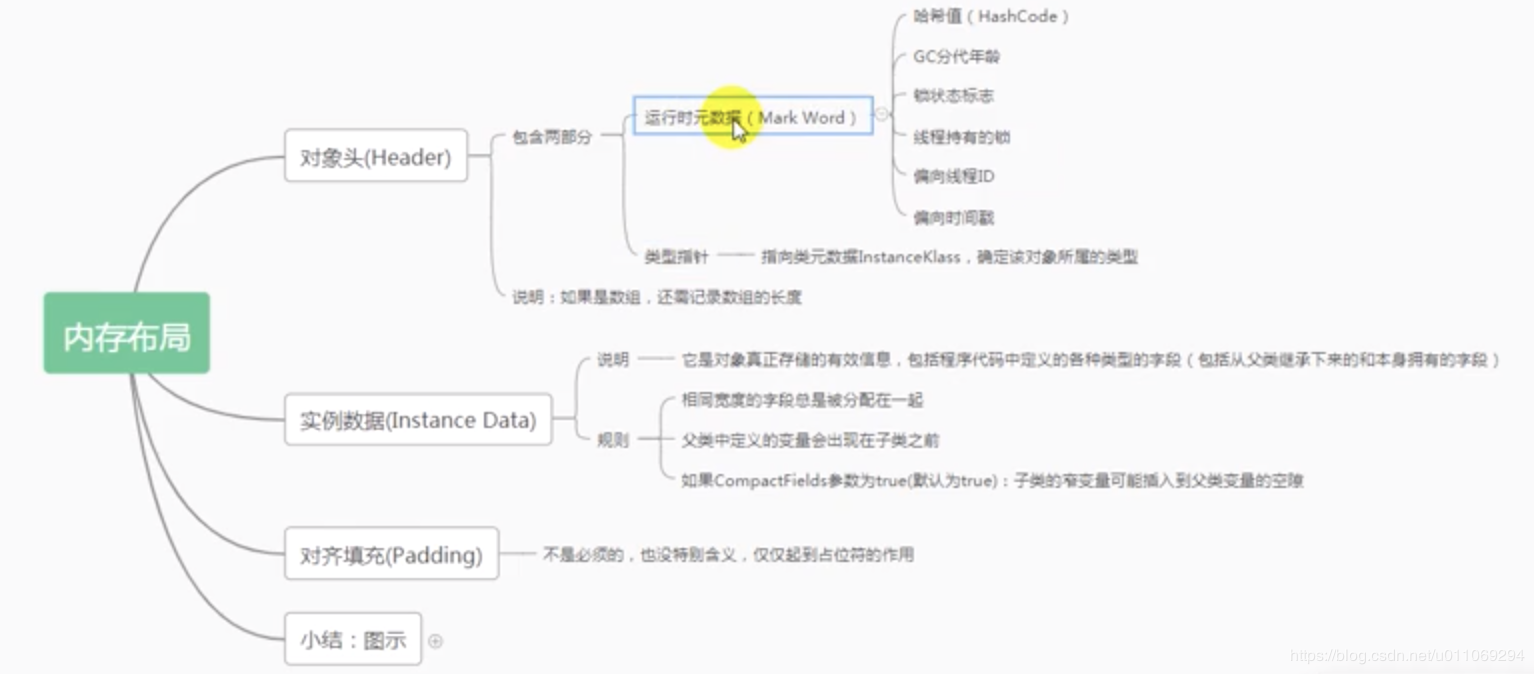 内存布局
对象头(Header)
包含两部分
运行时元数据（Mark Word）
哈希值（HashCode）
GC分代年龄
锁状态标志
线程持有的锁
偏向线程ID
偏向时间戳
类型指针
指向类元数据InstanceKlass，确定该对象所属的类型
说明：如果是数组，还需记录数组的长度
实例数据(Instance Data)
说明
它是对象真正存储的有效信息，包括程序代码中定义的各种类型的字段（包括从父类继承下来的和本身拥有的字段）
规则
相同宽度的字段总是被分配在一起
父类中定义的变量会出现在子类之前
如果CompactFields参数为true(默认为true)：子类的窄变量可能插入到父类变量的空隙
对齐填充(Padding)
不是必须的，也没特别含义，仅仅起到占位符的作用
小结：图示
https://blog.csdn.net/u011069294